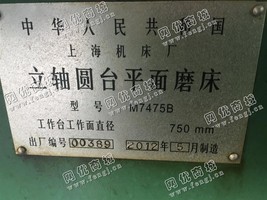 中华人民共和国
上海机床厂
立轴圆台平面磨床
型号 M7475B
工作台工作面直径 750 mm
出厂编号 00389 2012年5月制造